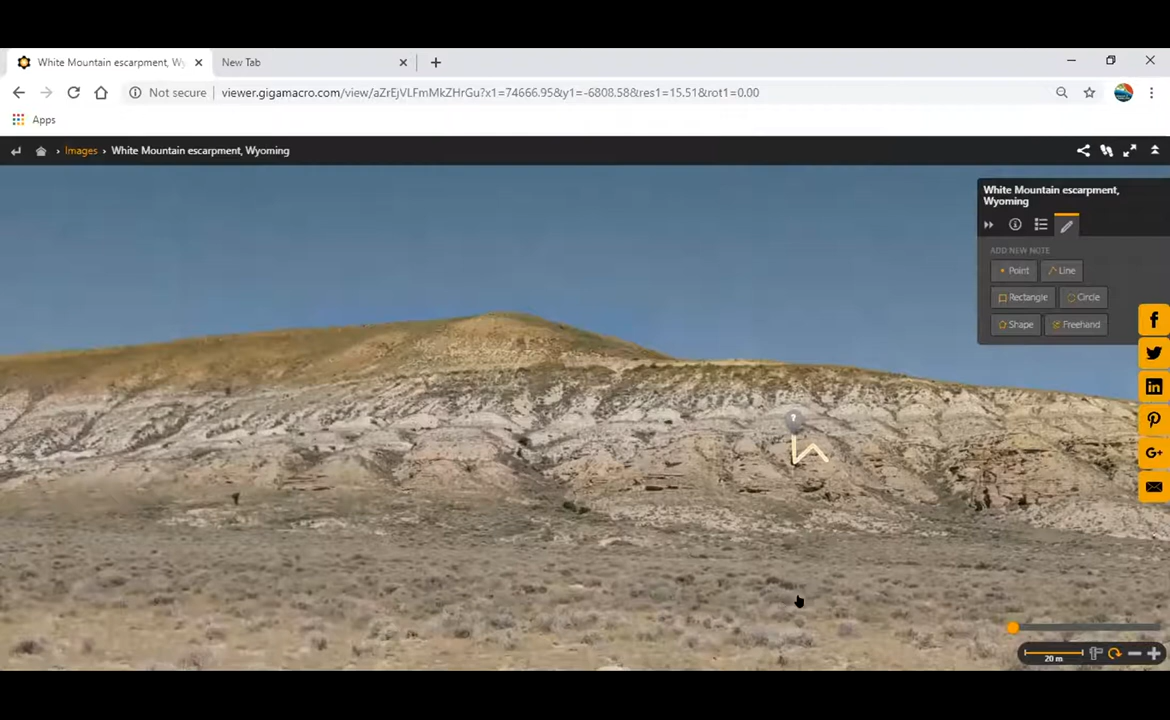 White Mountain escarpment, Wy
New Tab
Not secure
viewer.gigamacro.com/view/aZrEjVLFmMkZHrGu?x1=74666.95&y1=-6808.58&res1=15.51&rot1=0.00
Apps
› Images › White Mountain escarpment, Wyoming
White Mountain escarpment,
Wyoming
ADD NEW NOTE
Point Line
Rectangle Circle
Shape Freehand
?
20 m